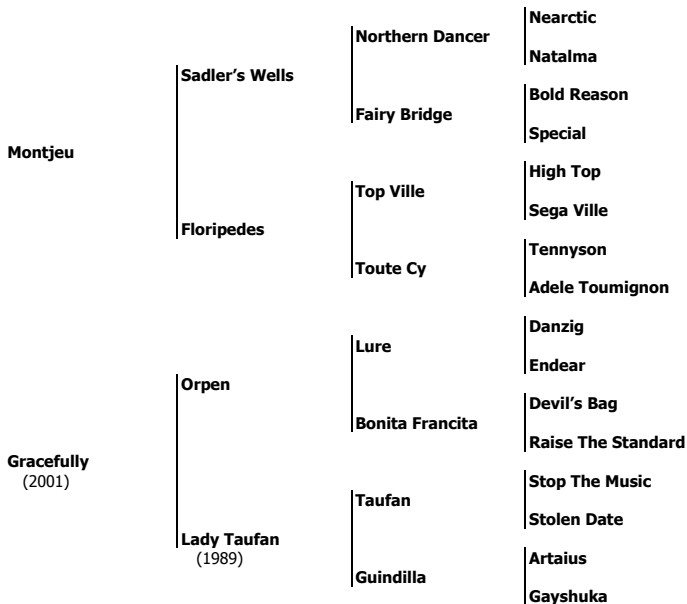 Nearctic
Northern Dancer
Natalma
Sadler's Wells
Bold Reason
Fairy Bridge
Special
Montjeu
High Top
Top Ville
Sega Ville
Floripedes
Tennyson
Toute Cy
Adele Toumignon
Danzig
Lure
Endear
Orpen
Devil's Bag
Bonita Francita
Raise The Standard
Gracefully
(2001)
Stop The Music
Taufan
Stolen Date
Lady Taufan
(1989)
Artaius
Guindilla
Gayshuka